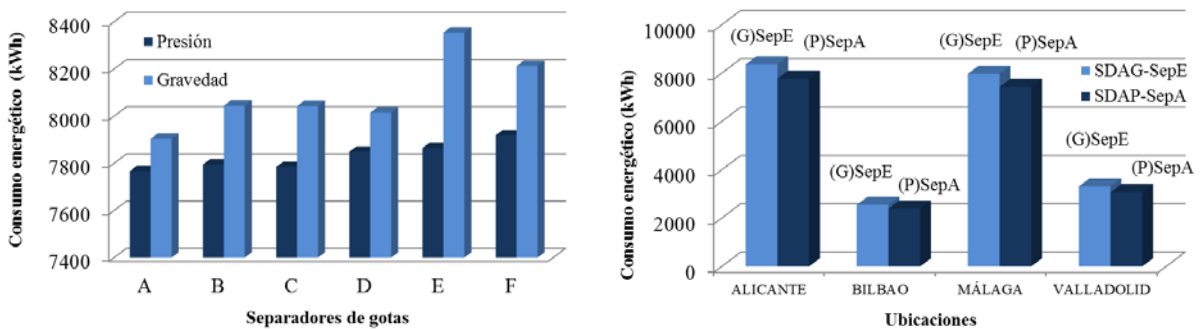 8400
8200
8000
7800
7600
7400
Consumo energético (kWh)
Presión
Gravedad
A B C D E F
Separadores de gotas
10000
8000
6000
4000
2000
0
Consumo energético (kWh)
(G)SepE
(P)SepA
(G)SepE
(P)SepA
(G)SepE
(P)SepA
(G)SepE
(P)SepA
SDAG-SepE
SDAP-SepA
ALICANTE BILBAO MÁLAGA VALLADOLID
Ubicaciones